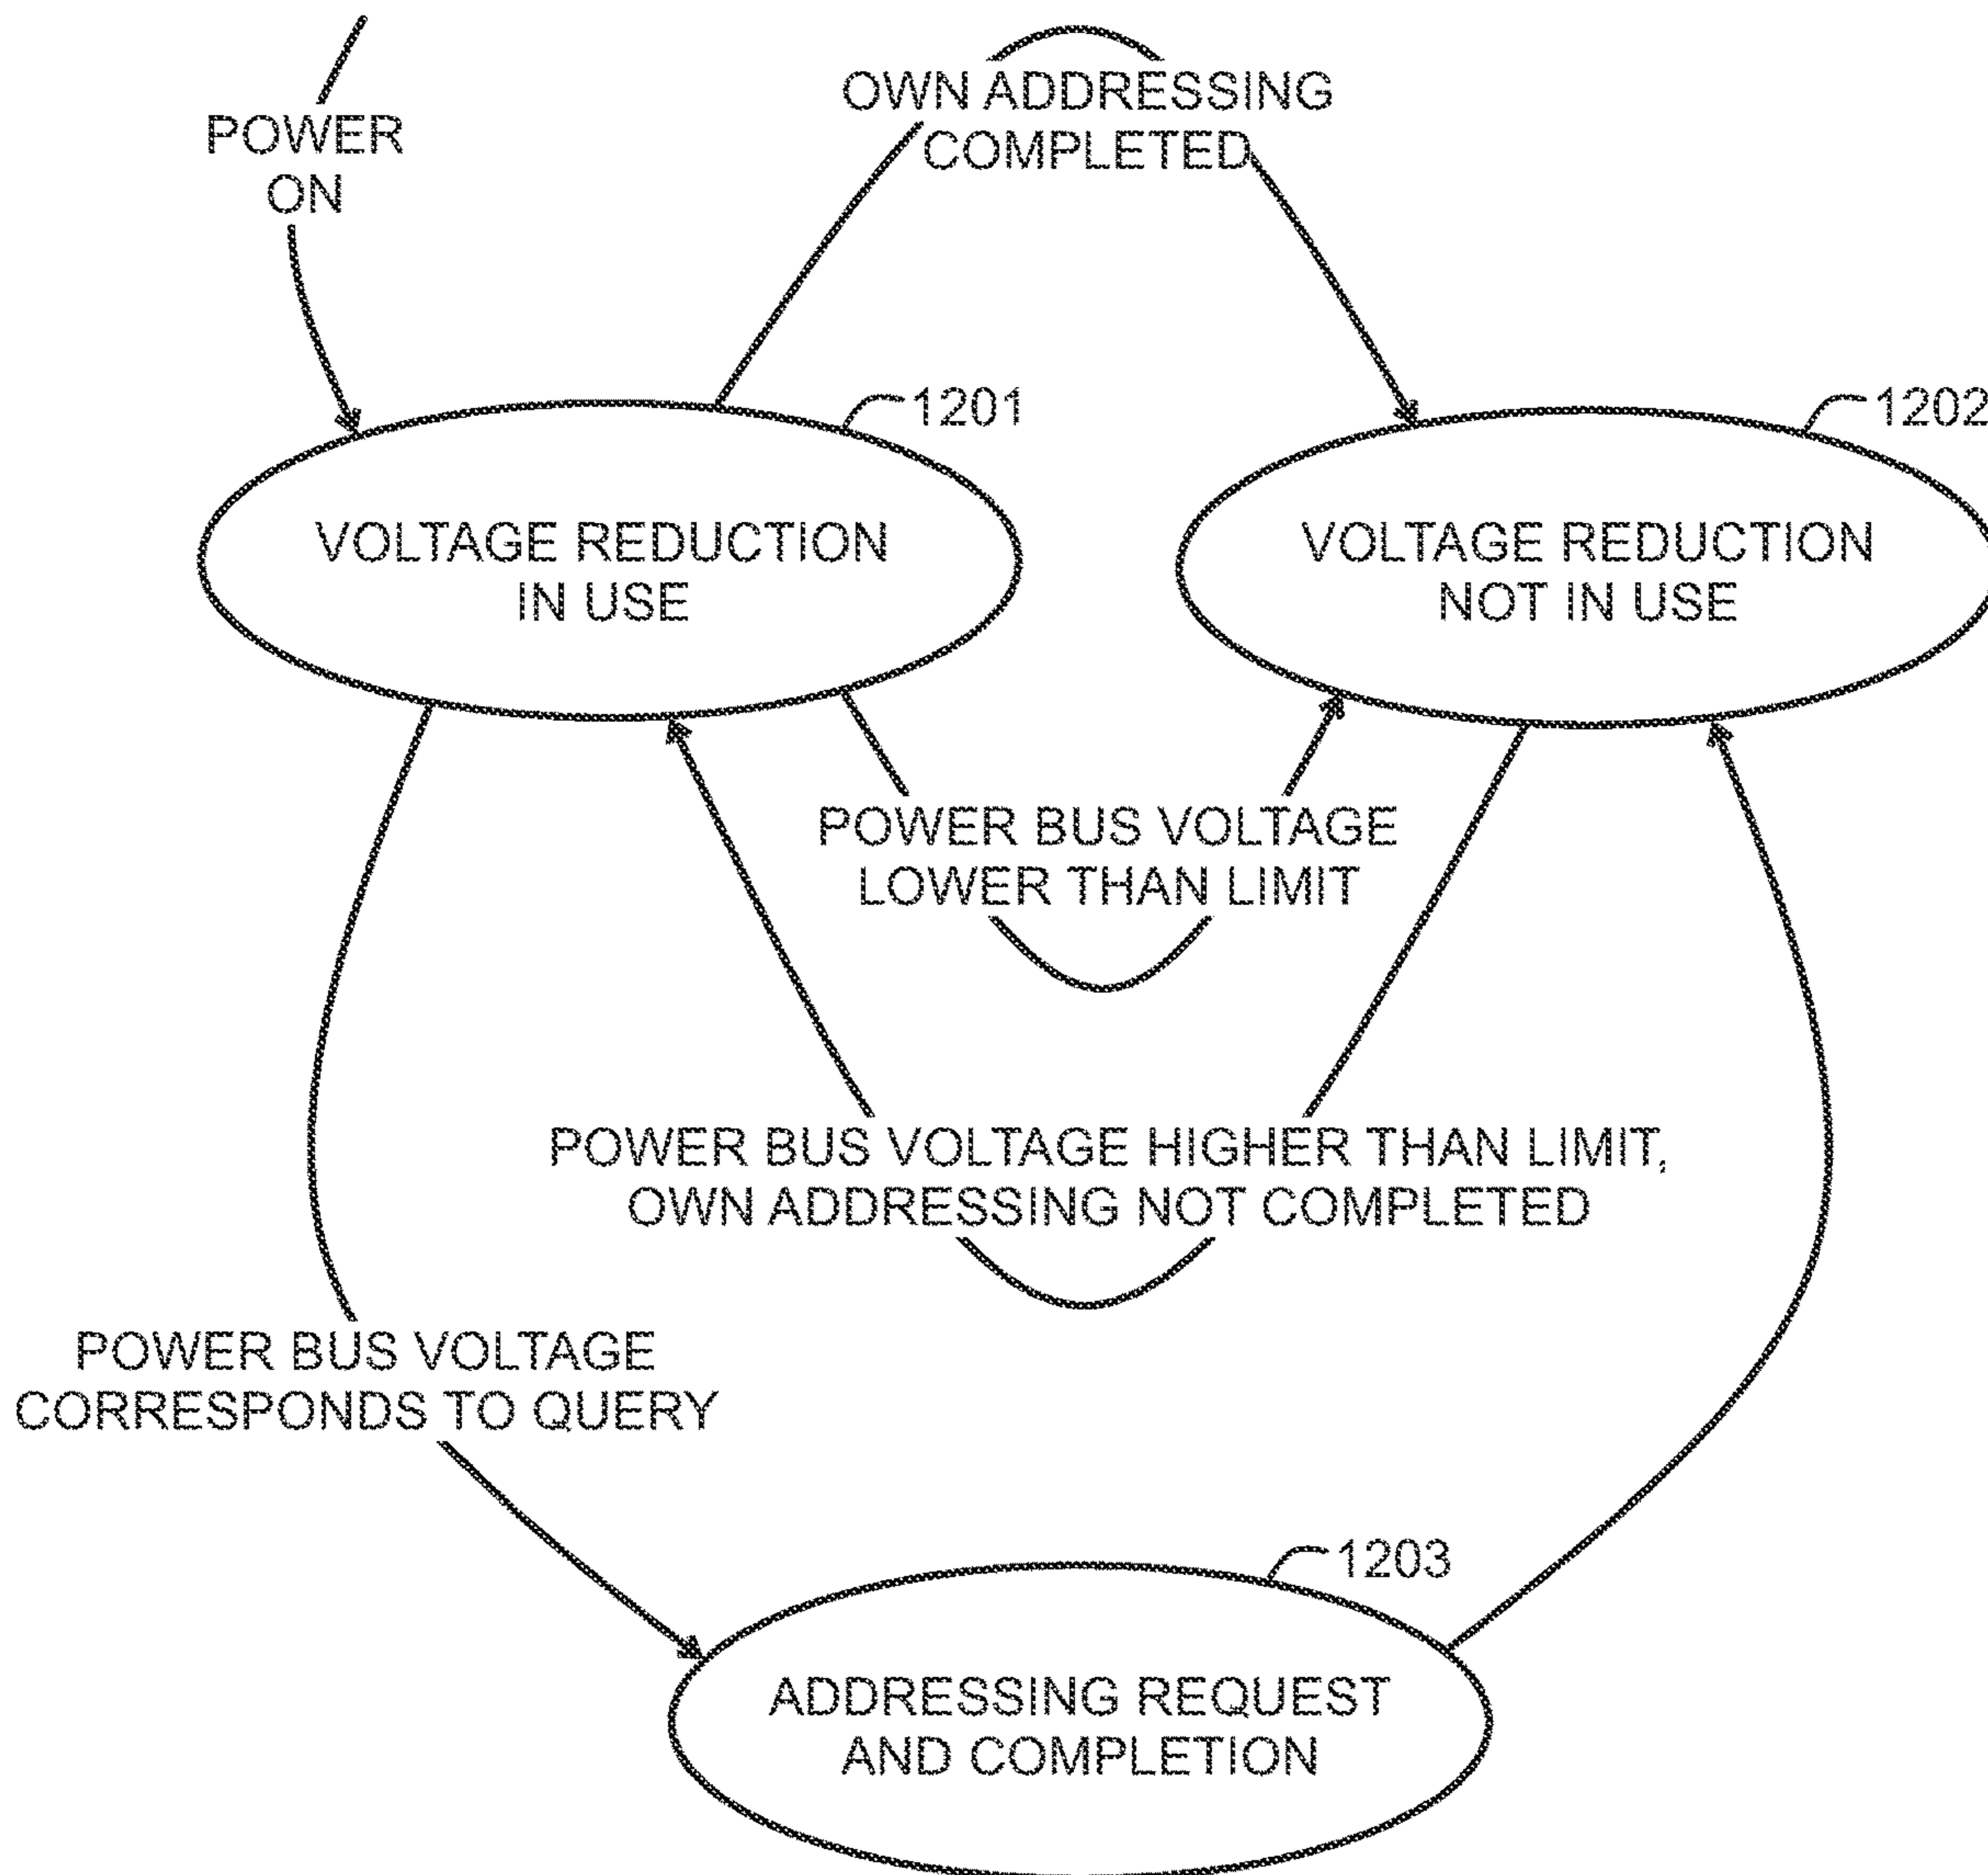 POWER
ON
OWN ADDRESSING
COMPLETED
1201
1202
VOLTAGE REDUCTION
IN USE
VOLTAGE REDUCTION
NOT IN USE
POWER BUS VOLTAGE
LOWER THAN LIMIT
POWER BUS VOLTAGE HIGHER THAN LIMIT,
OWN ADDRESSING NOT COMPLETED
POWER BUS VOLTAGE
CORRESPONDS TO QUERY
1203
ADDRESSING REQUEST
AND COMPLETION